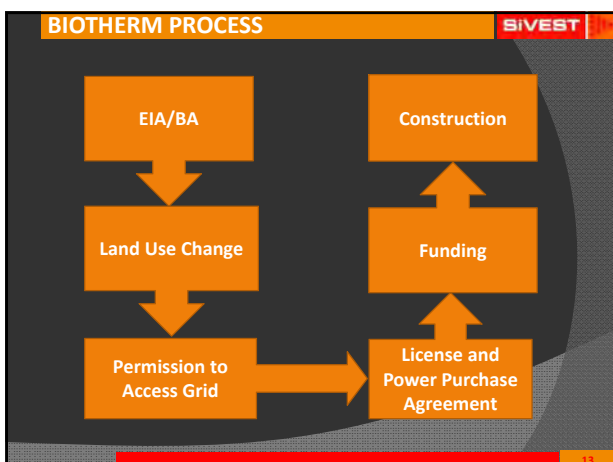 BIOTHERM PROCESS
SiVEST
EIA/BA
Land Use Change
Permission to
Access Grid
License and
Power Purchase
Agreement
Funding
Construction
13